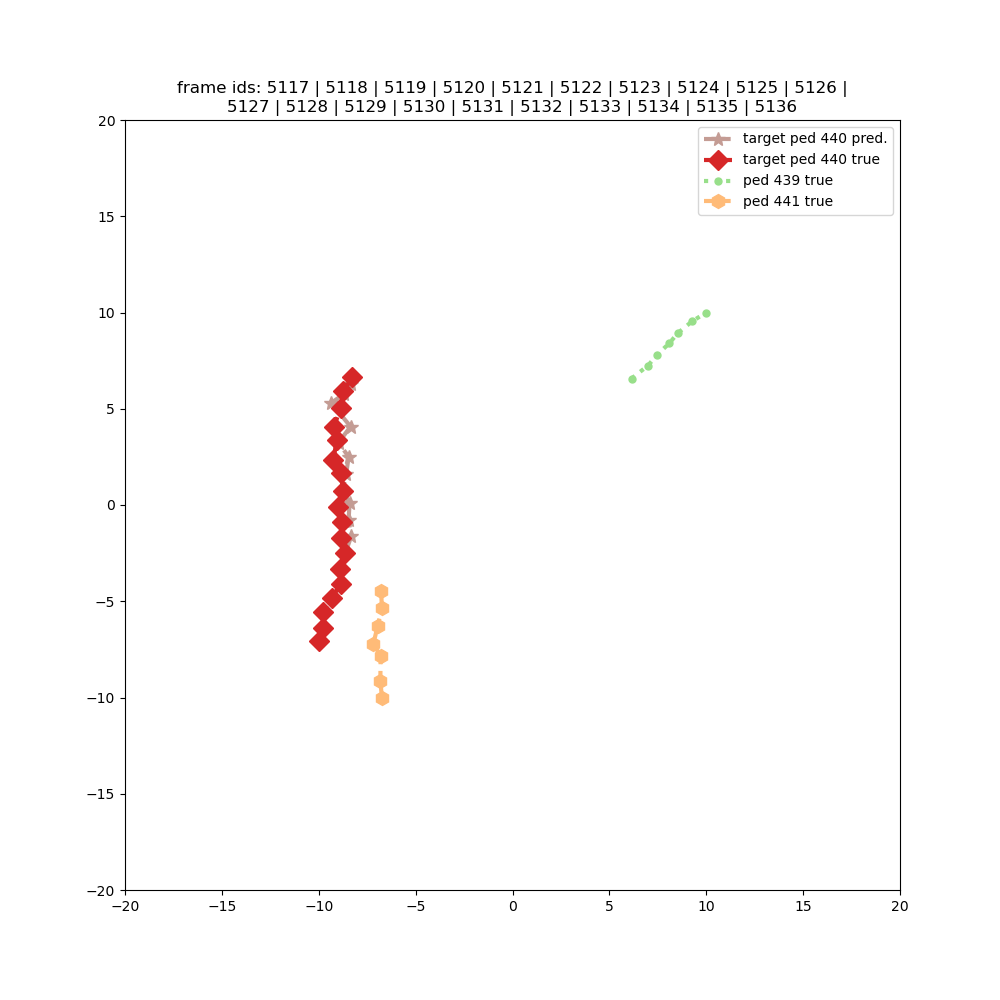 frame ids: 5117 | 5118 | 5119 | 5120 | 5121 | 5122 | 5123 | 5124 | 5125 | 5126 |
5127 | 5128 | 5129 | 5130 | 5131 | 5132 | 5133 | 5134 | 5135 | 5136
target ped 440 pred.
target ped 440 true
ped 439 true
ped 441 true
20
15
10
5
0
−5
−10
−15
−20
−20 −15 −10 −5 0 5 10 15 20